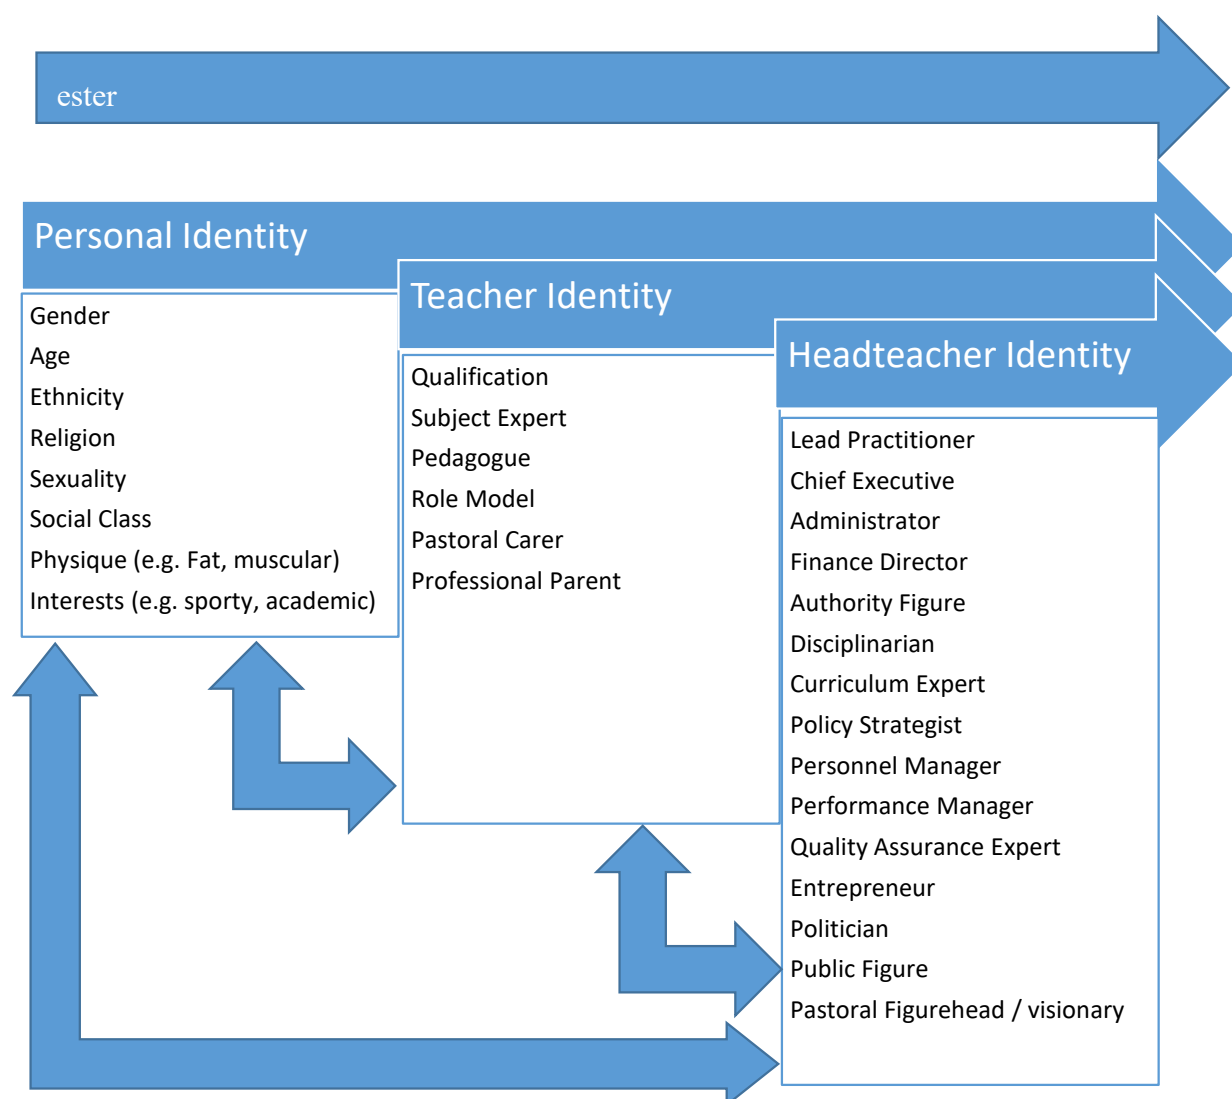 ester
Personal Identity
Gender
Age
Ethnicity
Religion
Sexuality
Social Class
Physique (e.g. Fat, muscular)
Interests (e.g. sporty, academic)
Teacher Identity
Qualification
Subject Expert
Pedagogue
Role Model
Pastoral Carer
Professional Parent
Headteacher Identity
Lead Practitioner
Chief Executive
Administrator
Finance Director
Authority Figure
Disciplinarian
Curriculum Expert
Policy Strategist
Personnel Manager
Performance Manager
Quality Assurance Expert
Entrepreneur
Politician
Public Figure
Pastoral Figurehead / visionary